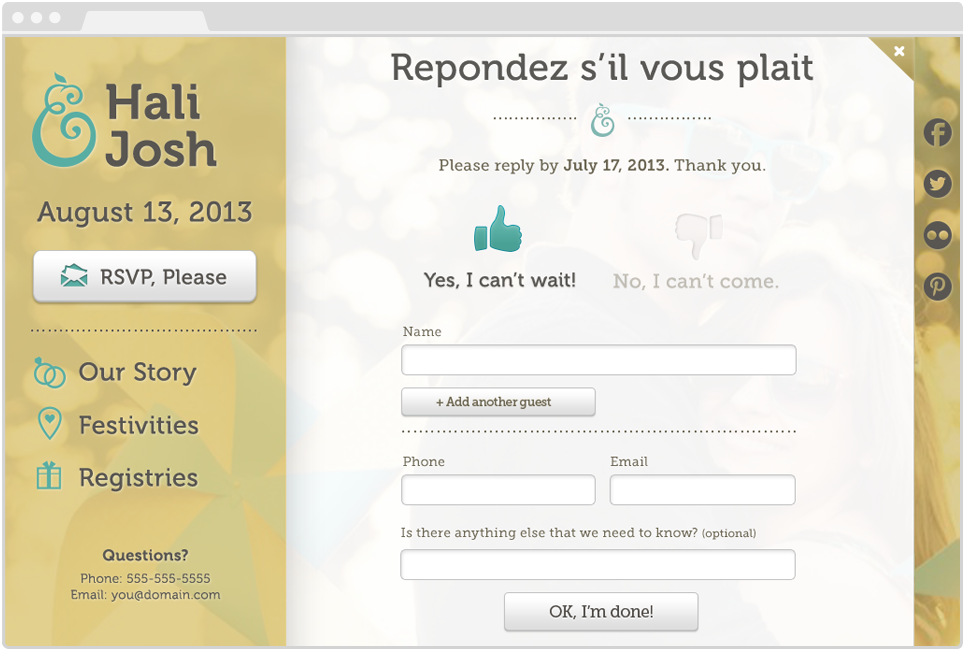 &
Hali
Josh
August 13, 2013
RSVP, Please
Our Story
Festivities
Registries
Questions?
Phone: 555-555-5555
Email: you@domain.com
Repondez s’il vous plait
&
Please reply by July 17, 2013. Thank you.
Yes, I can’t wait!
No, I can’t come.
Name
+ Add another guest
Phone
Email
Is there anything else that we need to know? (optional)
OK, I’m done!